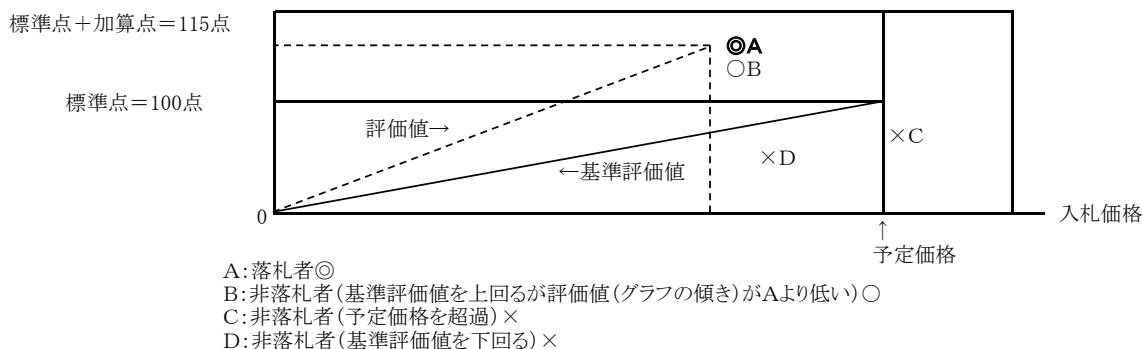 標準点＋加算点＝115点
◎A
○B
標準点＝100点
評価値→
×C
×D
←基準評価値
0
入札価格
↑
予定価格
A:落札者◎
B:非落札者(基準評価値を上回るが評価値(グラフの傾き)がAより低い)○
C:非落札者(予定価格を超過)×
D:非落札者(基準評価値を下回る)×